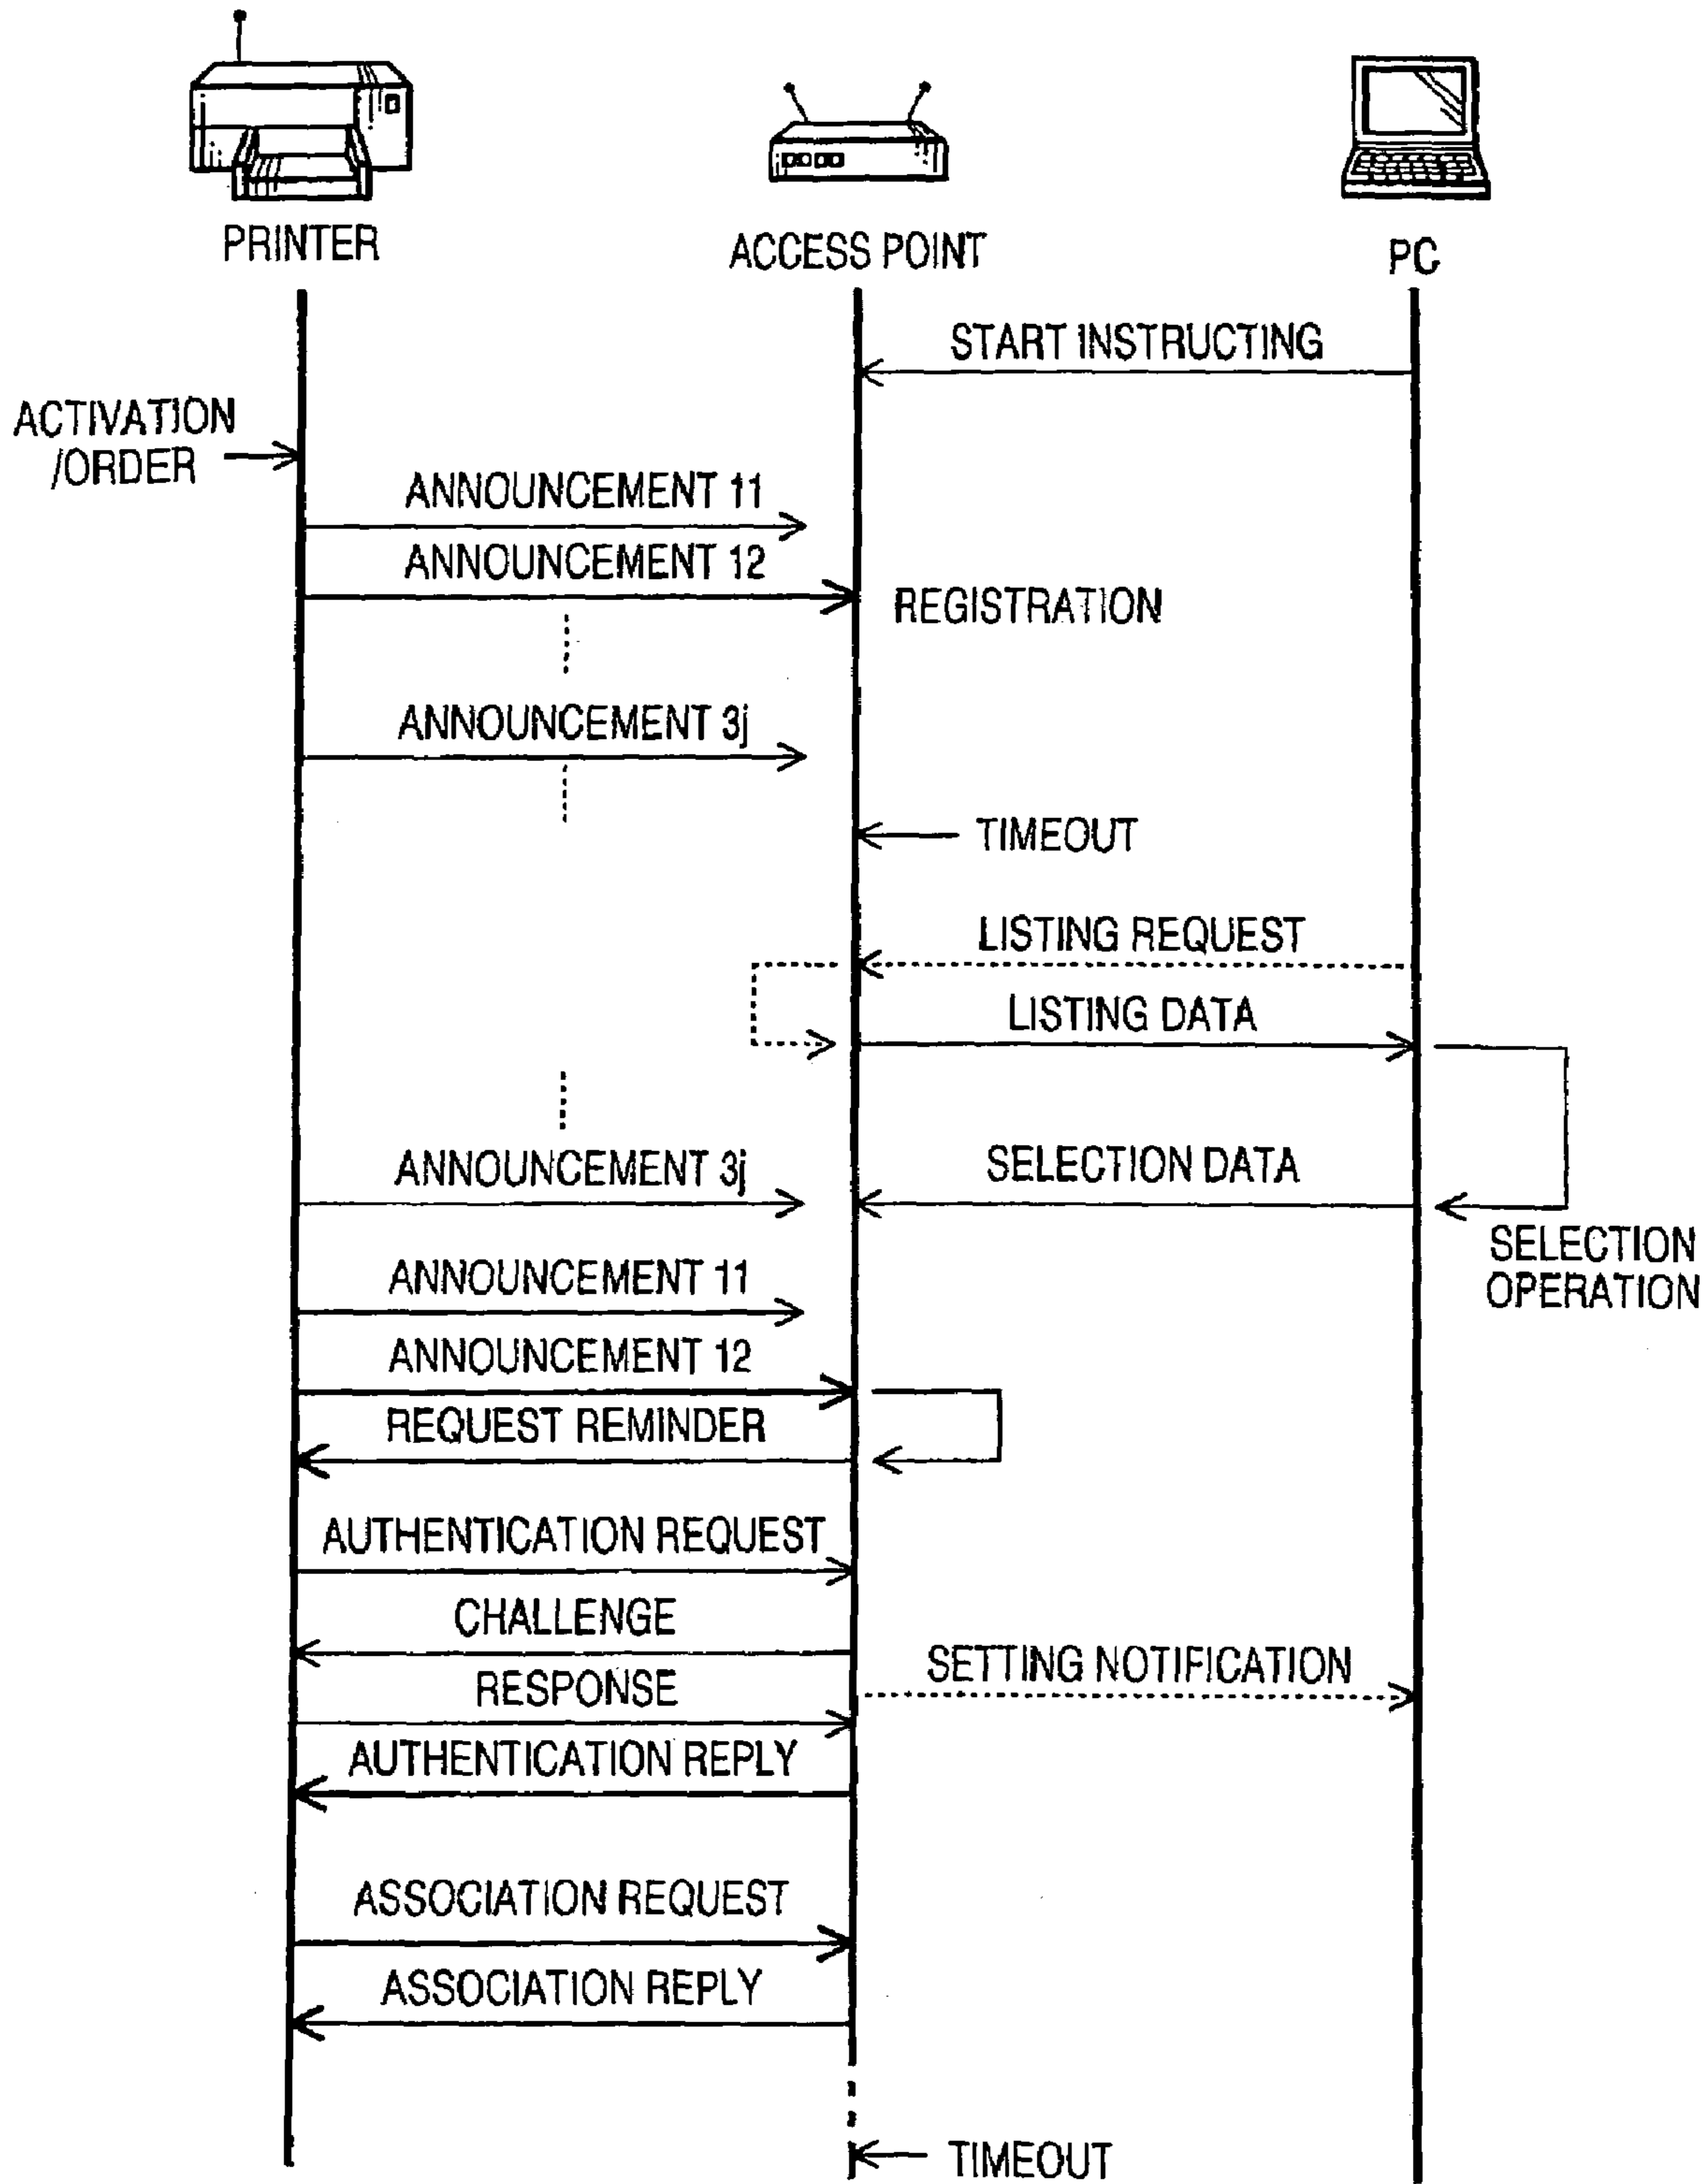 PRINTER
ACCESS POINT
PC
START INSTRUCTING
ACTIVATION
/ORDER
ANNOUNCEMENT 11
ANNOUNCEMENT 12
REGISTRATION
ANNOUNCEMENT 3j
TIMEOUT
LISTING REQUEST
LISTING DATA
ANNOUNCEMENT 3j
SELECTION DATA
SELECTION
OPERATION
ANNOUNCEMENT 11
ANNOUNCEMENT 12
REQUEST REMINDER
AUTHENTICATION REQUEST
CHALLENGE
SETTING NOTIFICATION
RESPONSE
AUTHENTICATION REPLY
ASSOCIATION REQUEST
ASSOCIATION REPLY
TIMEOUT